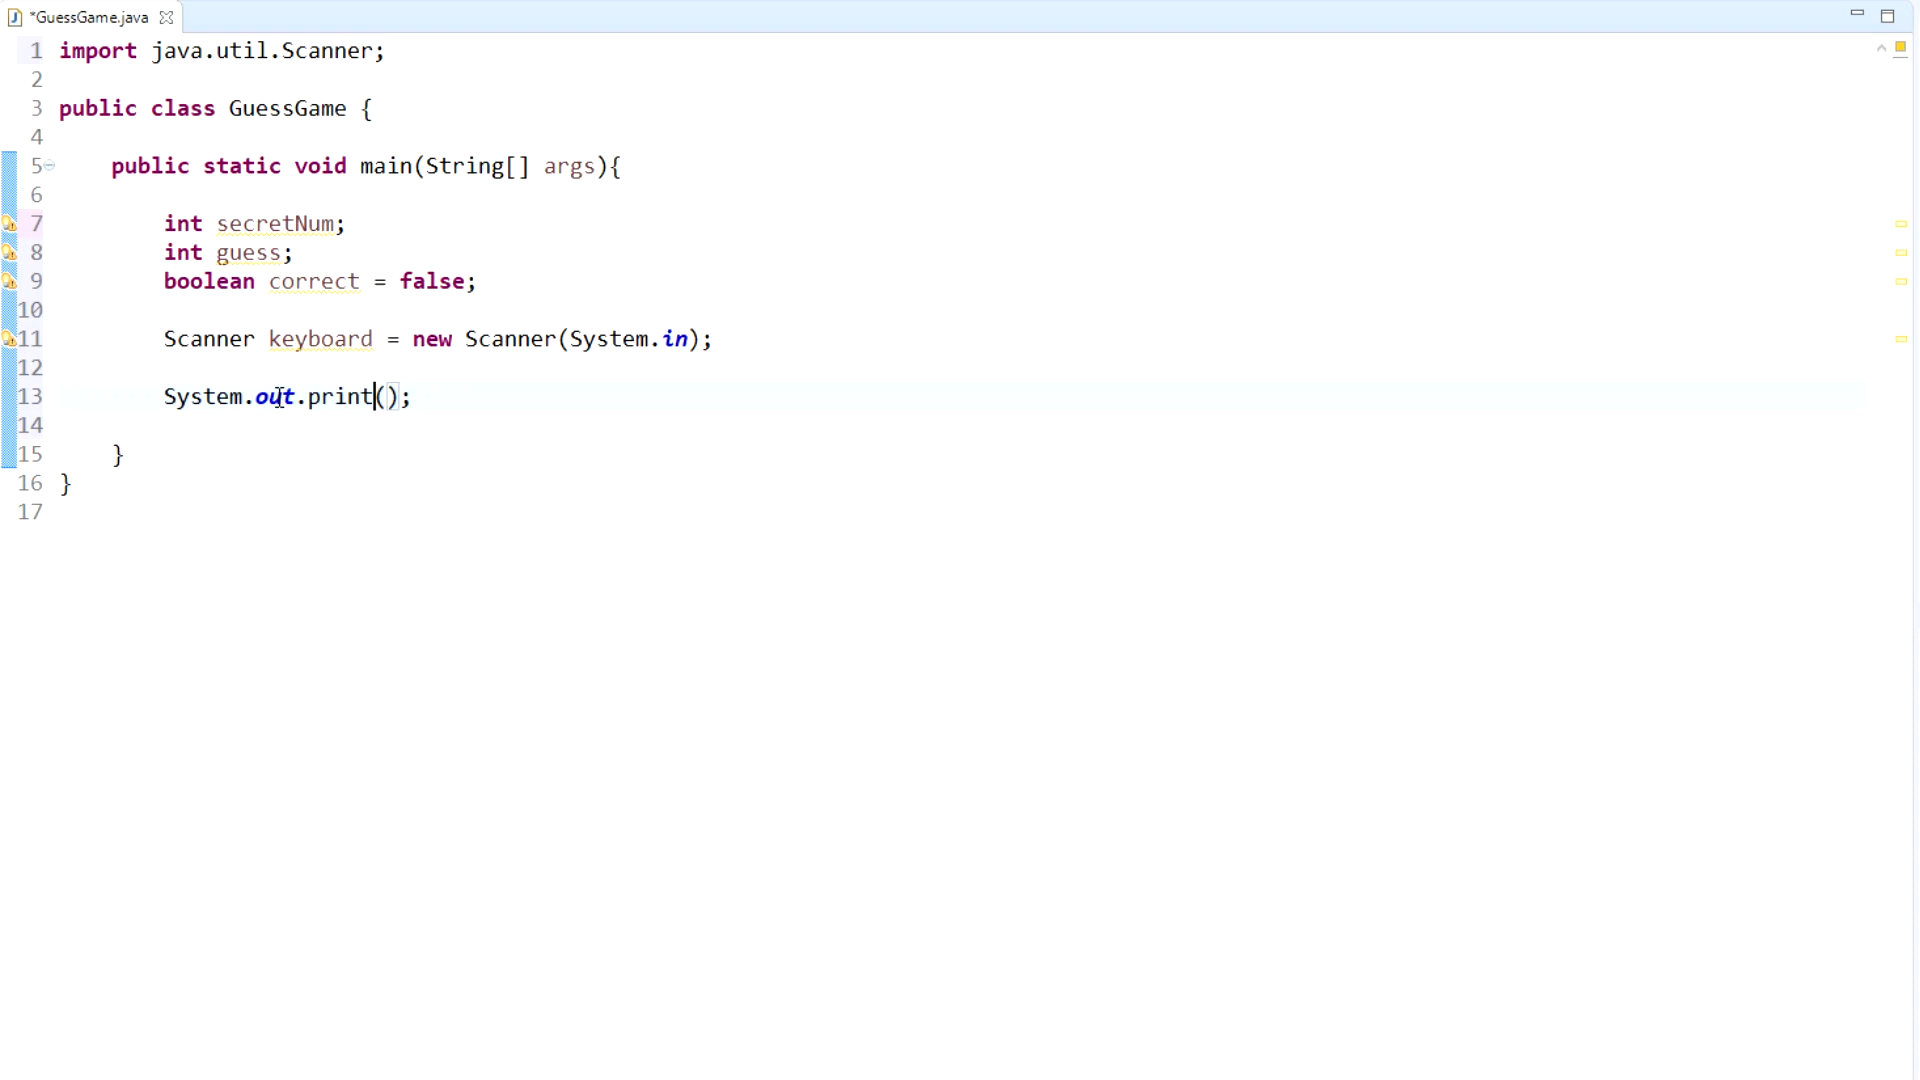 *GuessGame.java
1 import java.util.Scanner;
2
3 public class GuessGame {
4
5 public static void main(String[] args){
6
7 int secretNum;
8 int guess;
9 boolean correct = false;
10
11 Scanner keyboard = new Scanner(System.in);
12
13 System.out.print();
14
15 }
16 }
17